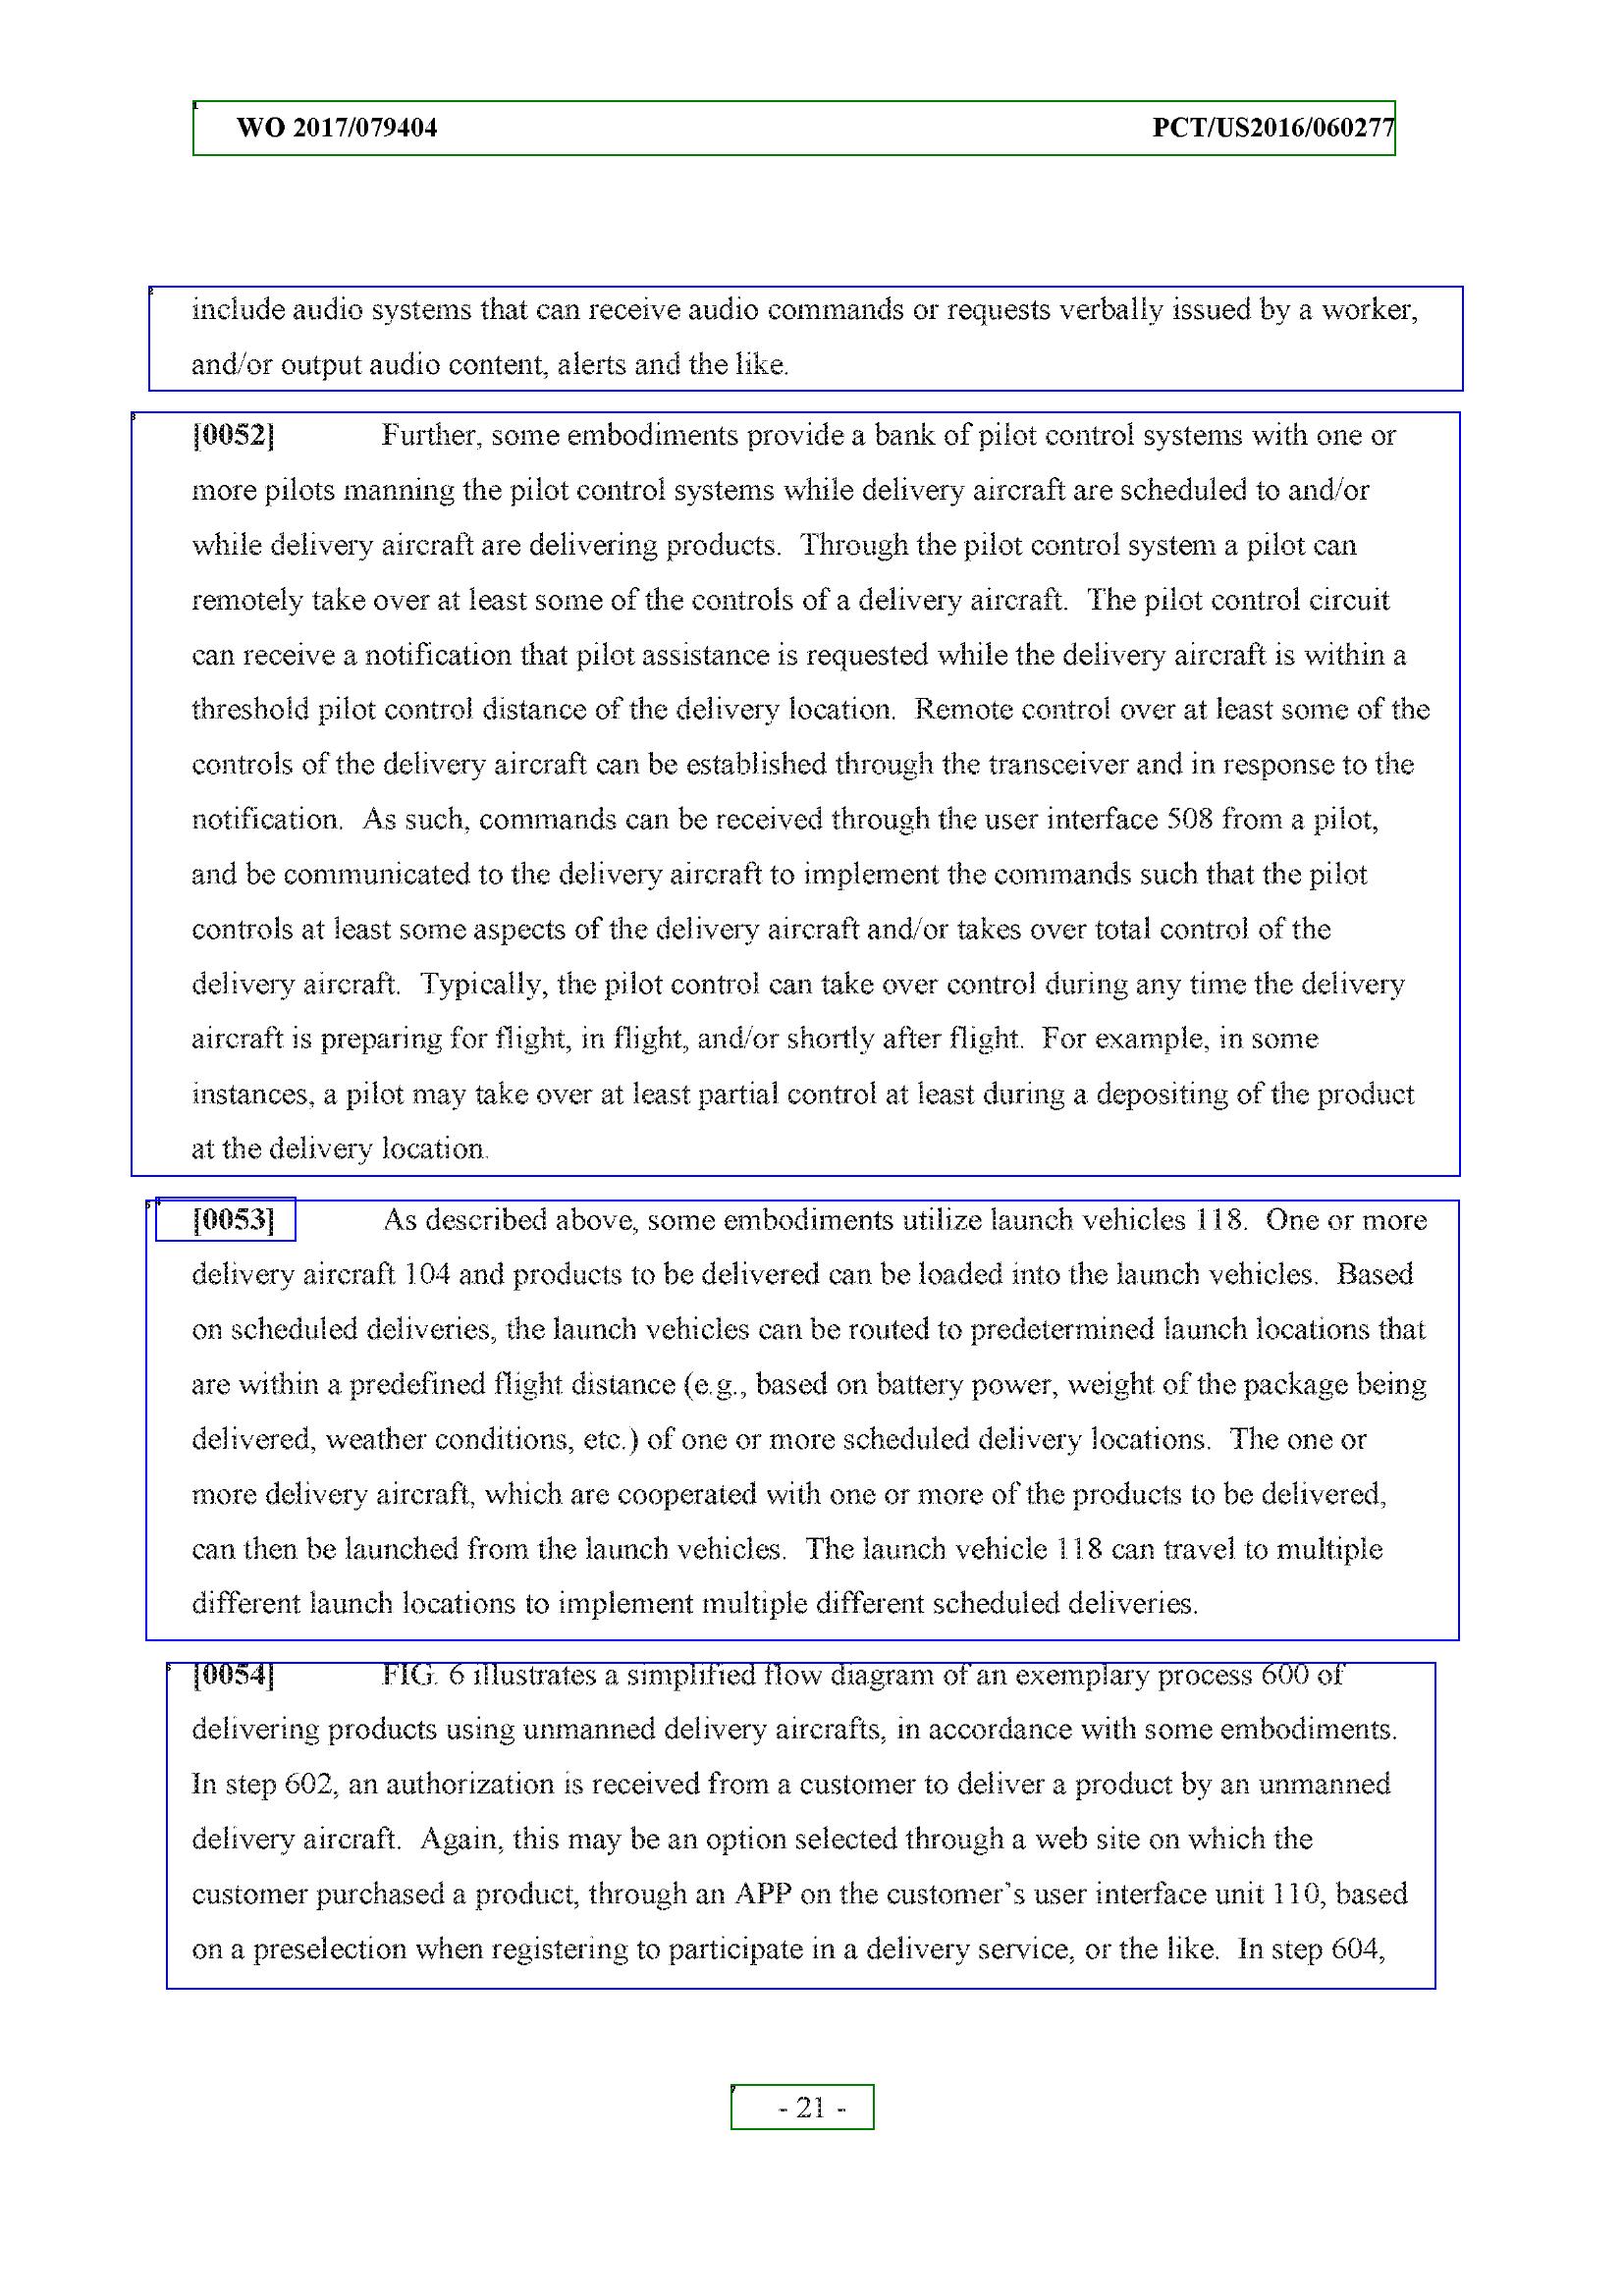 WO 2017/079404 PCT/US2016/060277
include audio systems that can receive audio commands or requests verbally issued by a worker,
and/or output audio content, alerts and the like.
[0052] Further, some embodiments provide a bank of pilot control systems with one or
more pilots manning the pilot control systems while delivery aircraft are scheduled to and/or
while delivery aircraft are delivering products. Through the pilot control system a pilot can
remotely take over at least some of the controls of a delivery aircraft. The pilot control circuit
can receive a notification that pilot assistance is requested while the delivery aircraft is within a
threshold pilot control distance of the delivery location. Remote control over at least some of the
controls of the delivery aircraft can be established through the transceiver and in response to the
notification. As such, commands can be received through the user interface 508 from a pilot,
and be communicated to the delivery aircraft to implement the commands such that the pilot
controls at least some aspects of the delivery aircraft and/or takes over total control of the
delivery aircraft. Typically, the pilot control can take over control during any time the delivery
aircraft is preparing for flight, in flight, and/or shortly after flight. For example, in some
instances, a pilot may take over at least partial control at least during a depositing of the product
at the delivery location.
[0053] As described above, some embodiments utilize launch vehicles 118. One or more
delivery aircraft 104 and products to be delivered can be loaded into the launch vehicles. Based
on scheduled deliveries, the launch vehicles can be routed to predetermined launch locations that
are within a predefined flight distance (e.g., based on battery power, weight of the package being
delivered, weather conditions, etc.) of one or more scheduled delivery locations. The one or
more delivery aircraft, which are cooperated with one or more of the products to be delivered,
can then be launched from the launch vehicles. The launch vehicle 118 can travel to multiple
different launch locations to implement multiple different scheduled deliveries.
[0054] FIG. 6 illustrates a simplified flow diagram of an exemplary process 600 of
delivering products using unmanned delivery aircrafts, in accordance with some embodiments.
In step 602, an authorization is received from a customer to deliver a product by an unmanned
delivery aircraft. Again, this may be an option selected through a web site on which the
customer purchased a product, through an APP on the customer's user interface unit 110, based
on a preselection when registering to participate in a delivery service, or the like. In step 604,
- 21 -